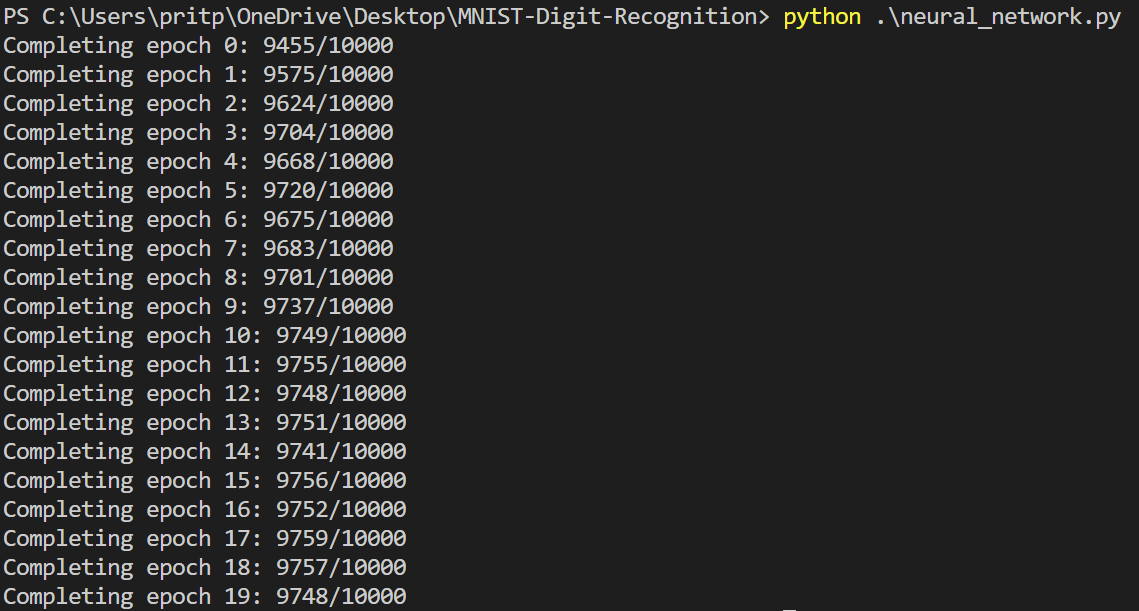 PS C:\Users\pritp\OneDrive\Desktop\MNIST-Digit-Recognition> python .\neural_network.py
Completing epoch 0: 9455/10000
Completing epoch 1: 9575/10000
Completing epoch 2: 9624/10000
Completing epoch 3: 9704/10000
Completing epoch 4: 9668/10000
Completing epoch 5: 9720/10000
Completing epoch 6: 9675/10000
Completing epoch 7: 9683/10000
Completing epoch 8: 9701/10000
Completing epoch 9: 9737/10000
Completing epoch 10: 9749/10000
Completing epoch 11: 9755/10000
Completing epoch 12: 9748/10000
Completing epoch 13: 9751/10000
Completing epoch 14: 9741/10000
Completing epoch 15: 9756/10000
Completing epoch 16: 9752/10000
Completing epoch 17: 9759/10000
Completing epoch 18: 9757/10000
Completing epoch 19: 9748/10000